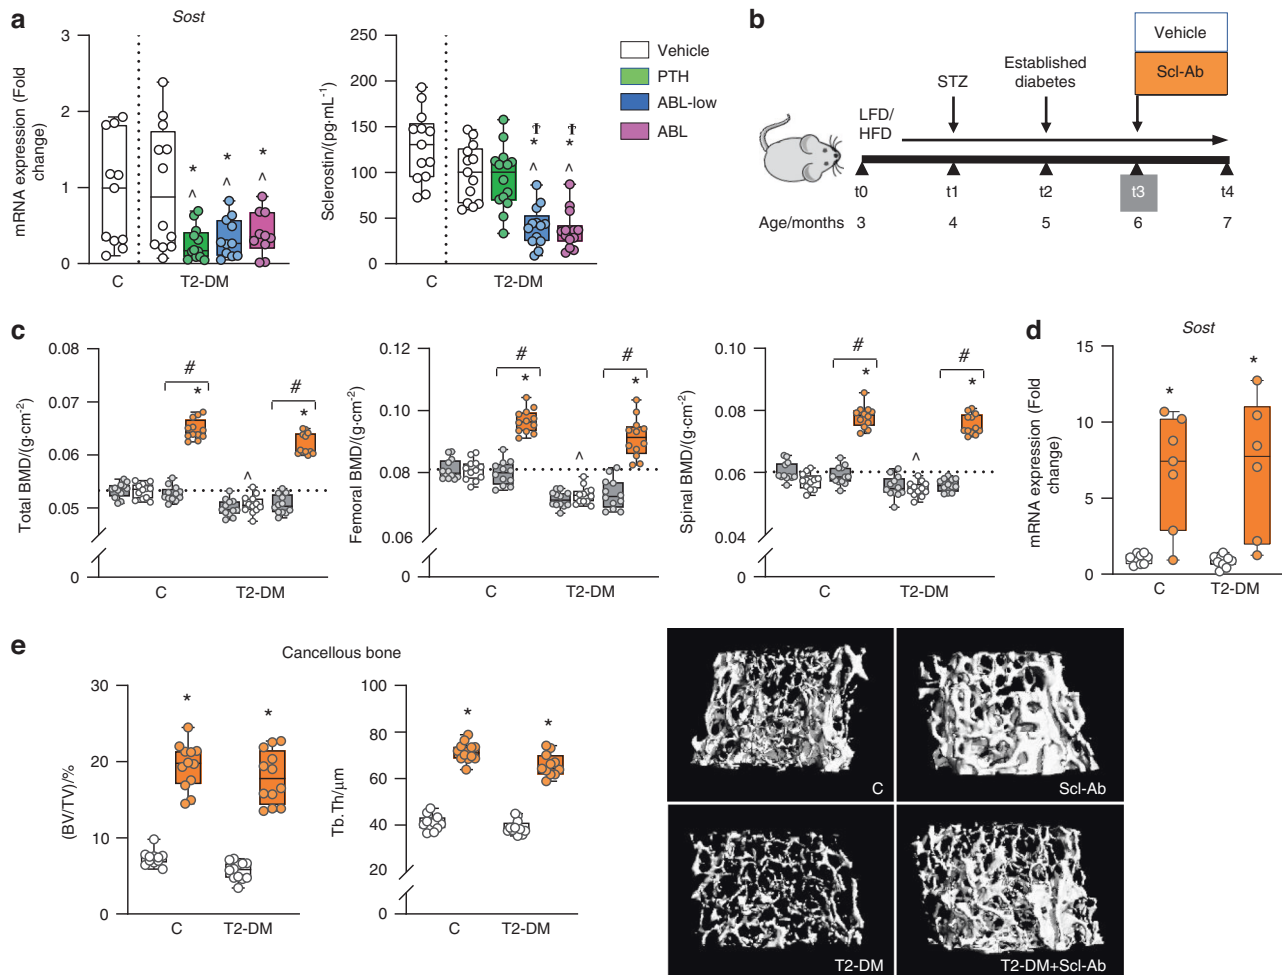 a
Sost
mRNA expression (Fold
change)
3
2
1
0
*
^
*
^
*
^
C
T2-DM
Sclerostin/(pg·mL⁻¹)
250
200
150
100
50
0
☨
*
^
☨
*
^
C
T2-DM
Vehicle
PTH
ABL-low
ABL
b
Vehicle
Scl-Ab
Established
diabetes
STZ
LFD/
HFD
t0
t1
t2
t3
t4
Age/months
3
4
5
6
7
c
Total BMD/(g·cm⁻²)
0.08
0.07
0.06
0.05
0
#
*
#
*
^
C
T2-DM
Femoral BMD/(g·cm⁻²)
0.12
0.10
0.08
0.06
0
#
*
#
*
^
C
T2-DM
Spinal BMD/(g·cm⁻²)
0.10
0.08
0.06
0.04
0
#
*
#
*
^
C
T2-DM
d
Sost
mRNA expression (Fold
change)
15
10
5
0
*
*
C
T2-DM
e
Cancellous bone
(BV/TV)/%
30
20
10
0
*
*
C
T2-DM
Tb.Th/μm
100
80
60
40
20
0
*
*
C
T2-DM
C
Scl-Ab
T2-DM
T2-DM+Scl-Ab